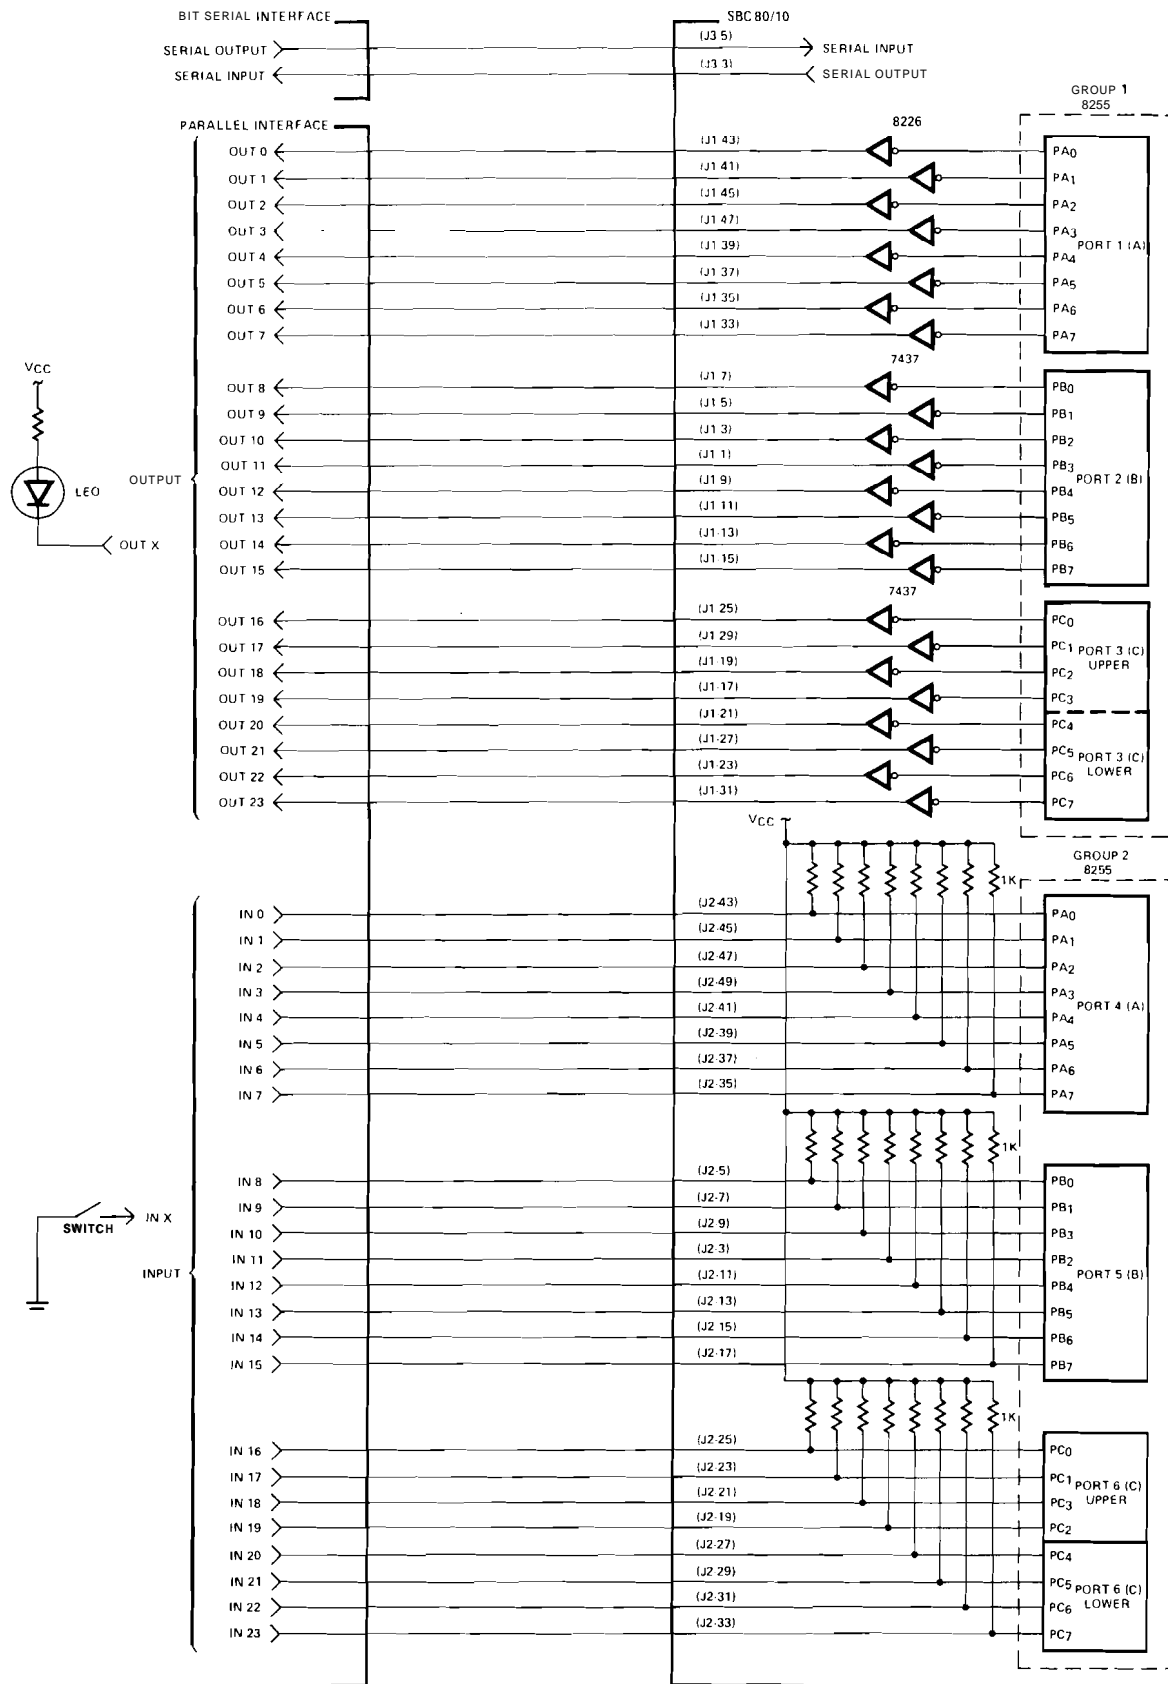 BIT SERIAL INTERFACE
SBC 80/10
SERIAL OUTPUT (J3 5) SERIAL INPUT
SERIAL INPUT (J3 3) SERIAL OUTPUT
GROUP 1
8255
PARALLEL INTERFACE
8226
OUT 0 (J1 43) PA0
OUT 1 (J1 41) PA1
OUT 2 (J1 45) PA2
OUT 3 (J1 47) PA3
PORT 1 (A)
OUT 4 (J1 39) PA4
OUT 5 (J1 37) PA5
OUT 6 (J1 35) PA6
OUT 7 (J1 33) PA7
VCC
7437
OUT 8 (J1 7) PB0
OUT 9 (J1 5) PB1
OUT 10 (J1 3) PB2
OUT 11 (J1 1) PB3
OUTPUT
PORT 2 (B)
LEO
OUT 12 (J1 9) PB4
OUT 13 (J1 11) PB5
OUT X
OUT 14 (J1-13) PB6
OUT 15 (J1-15) PB7
7437
OUT 16 (J1 25) PC0
OUT 17 (J1 29) PC1
PORT 3 (C)
UPPER
OUT 18 (J1-19) PC2
OUT 19 (J1-17) PC3
OUT 20 (J1-21) PC4
OUT 21 (J1-27) PC5
PORT 3 (C)
LOWER
OUT 22 (J1-23) PC6
OUT 23 (J1-31) PC7
VCC
GROUP 2
8255
1K
IN 0 (J2-43) PA0
IN 1 (J2-45) PA1
IN 2 (J2-47) PA2
IN 3 (J2-49) PA3
PORT 4 (A)
IN 4 (J2-41) PA4
IN 5 (J2-39) PA5
IN 6 (J2-37) PA6
IN 7 (J2-35) PA7
1K
IN 8 (J2-5) PB0
IN 9 (J2-7) PB1
SWITCH
IN X
IN 10 (J2-9) PB3
IN 11 (J2-3) PB2
INPUT
PORT 5 (B)
IN 12 (J2-11) PB4
IN 13 (J2-13) PB5
IN 14 (J2 15) PB6
IN 15 (J2-17) PB7
1K
IN 16 (J2-25) PC0
IN 17 (J2-23) PC1
PORT 6 (C)
UPPER
IN 18 (J2-21) PC3
IN 19 (J2-19) PC2
IN 20 (J2-27) PC4
IN 21 (J2-29) PC5
PORT 6 (C)
LOWER
IN 22 (J2-31) PC6
IN 23 (J2-33) PC7